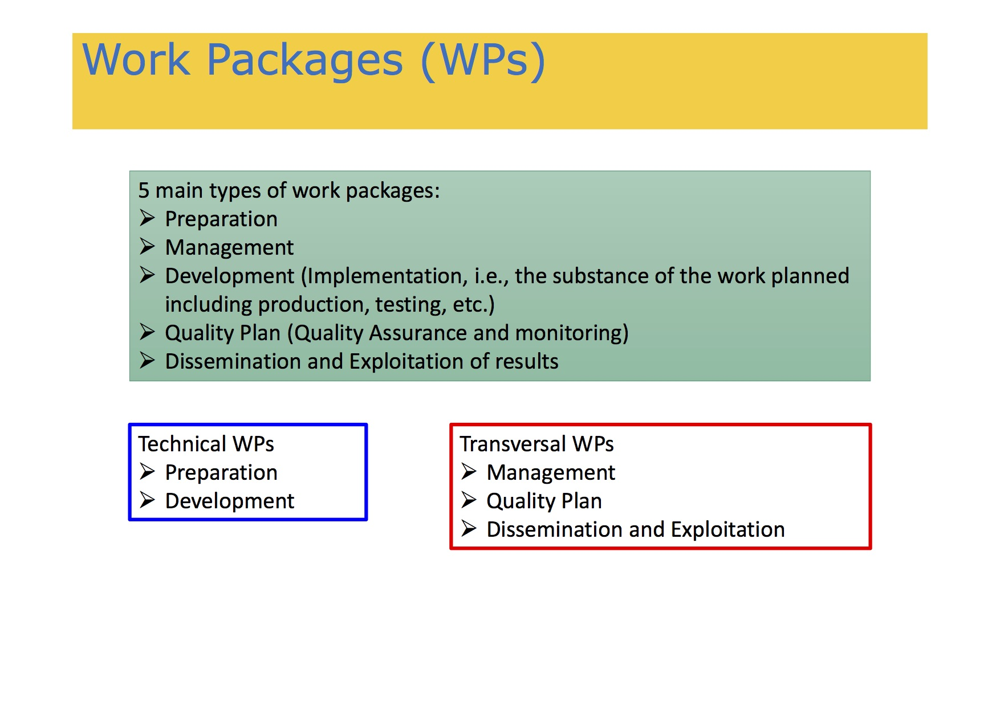 Work Packages (WPs)
5 main types of work packages:
➢ Preparation
➢ Management
➢ Development (Implementation, i.e., the substance of the work planned
including production, testing, etc.)
➢ Quality Plan (Quality Assurance and monitoring)
➢ Dissemination and Exploitation of results
Technical WPs
➢ Preparation
➢ Development
Transversal WPs
➢ Management
➢ Quality Plan
➢ Dissemination and Exploitation